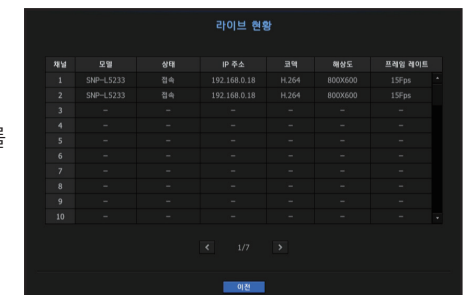 라이브 현황
채널 모델 상태 IP 주소 코덱 해상도 프레임 레이트
1 SNP-L5233 접속 192.168.0.18 H.264 800X600 15Fps
2 SNP-L5233 접속 192.168.0.18 H.264 800X600 15Fps
3 - - - - - -
4 - - - - - -
5 - - - - - -
6 - - - - - -
7 - - - - - -
8 - - - - - -
9 - - - - - -
10 - - - - - -
< 1/7 >
이전